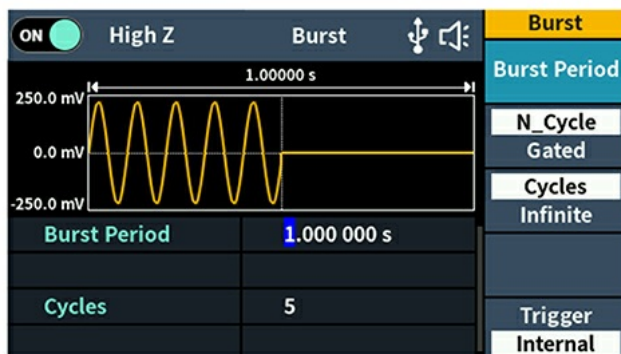 ON High Z Burst
Burst
1.00000 s
Burst Period
250.0 mV
0.0 mV
-250.0 mV
N_Cycle
Gated
Cycles
Infinite
Burst Period 1.000 000 s
Cycles 5
Trigger
Internal